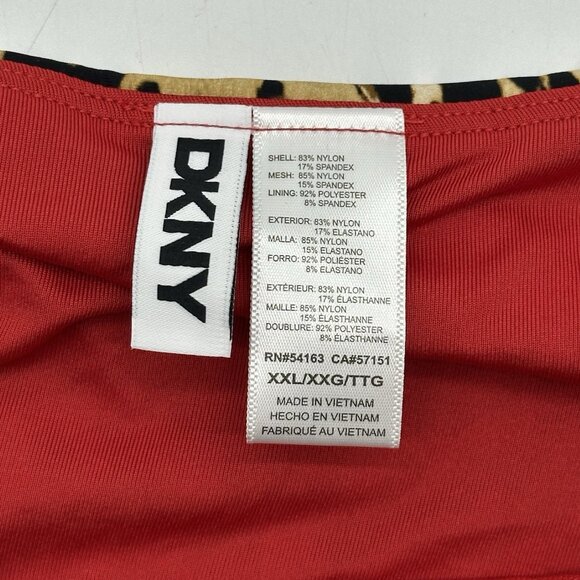 DKNY
SHELL: 83% NYLON
17% SPANDEX
MESH: 85% NYLON
15% SPANDEX
LINING: 92% POLYESTER
8% SPANDEX
EXTERIOR: 83% NYLON
17% ELASTANO
MALLA: 85% NYLON
15% ELASTANO
FORRO: 92% POLIÉSTER
8% ELASTANO
EXTÉRIEUR: 83% NYLON
17% ÉLASTHANNE
MAILLE: 85% NYLON
15% ÉLASTHANNE
DOUBLURE: 92% POLYESTER
8% ÉLASTHANNE
RN#54163 CA#57151
XXL/XXG/TTG
MADE IN VIETNAM
HECHO EN VIETNAM
FABRIQUÉ AU VIETNAM